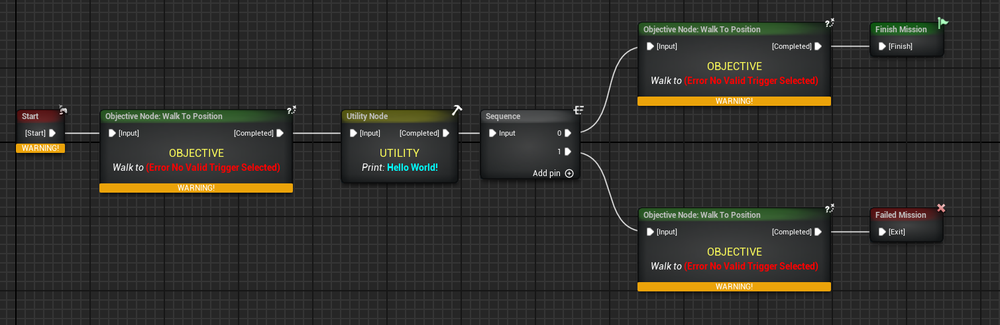 Start
[Start]
WARNING!
Objective Node: Walk To Position
[Input] [Completed]
OBJECTIVE
Walk to (Error No Valid Trigger Selected)
WARNING!
Utility Node
[Input] [Completed]
UTILITY
Print: Hello World!
Sequence
Input 0
1
Add pin
Objective Node: Walk To Position
[Input] [Completed]
OBJECTIVE
Walk to (Error No Valid Trigger Selected)
WARNING!
Finish Mission
[Finish]
Objective Node: Walk To Position
[Input] [Completed]
OBJECTIVE
Walk to (Error No Valid Trigger Selected)
WARNING!
Failed Mission
[Exit]